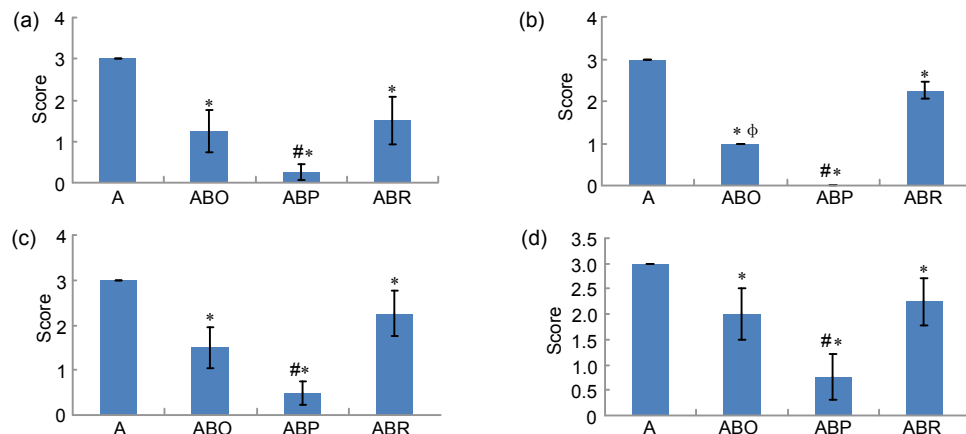 (a)
Score
4
3
2
1
0
*
#*
*
A ABO ABP ABR
(b)
Score
4
3
2
1
0
* ϕ
#*
*
A ABO ABP ABR
(c)
Score
4
3
2
1
0
*
#*
*
A ABO ABP ABR
(d)
Score
3.5
3.0
2.5
2.0
1.5
1.0
0.5
0.0
*
#*
*
A ABO ABP ABR